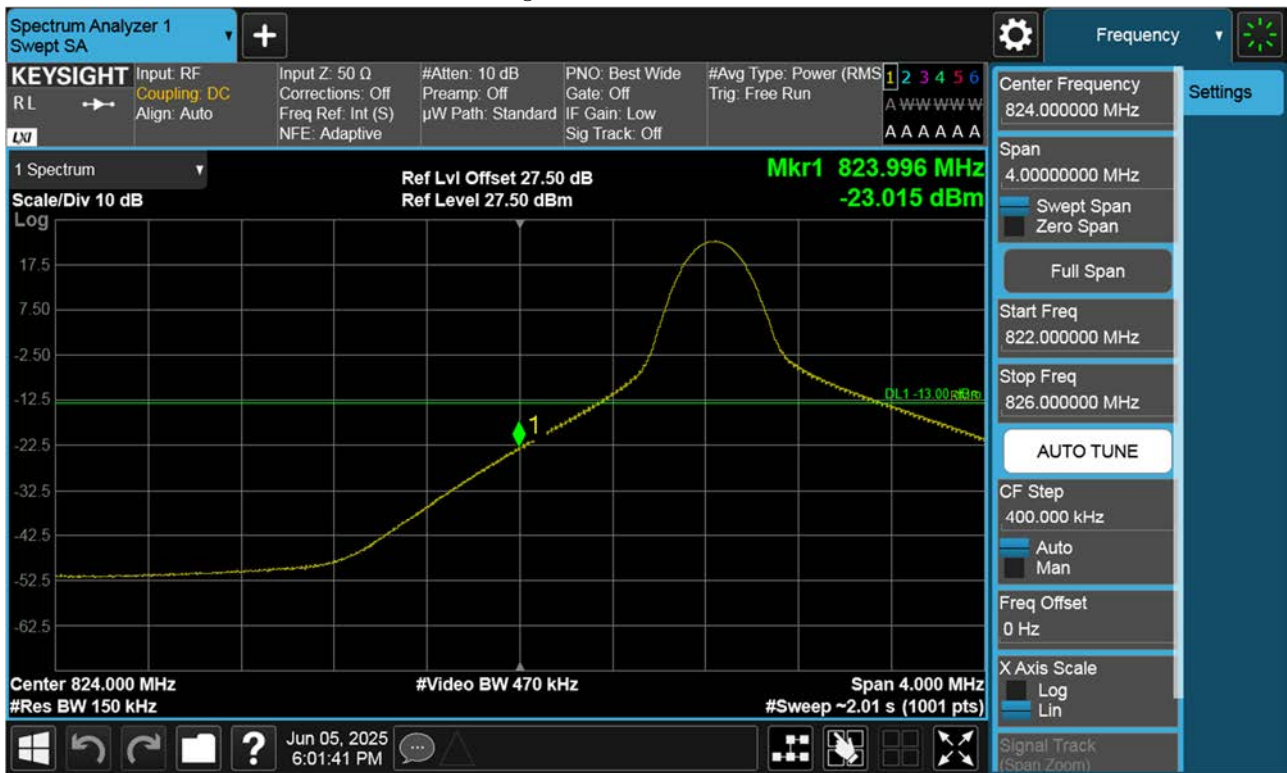 Spectrum Analyzer 1
Swept SA
+
Frequency
KEYSIGHT
R L
LXI
Input: RF
Coupling: DC
Align: Auto
Input Z: 50 Ω
Corrections: Off
Freq Ref: Int (S)
NFE: Adaptive
#Atten: 10 dB
Preamp: Off
µW Path: Standard
PNO: Best Wide
Gate: Off
IF Gain: Low
Sig Track: Off
#Avg Type: Power (RMS
Trig: Free Run
1 2 3 4 5 6
A W W W W W
A A A A A A
1 Spectrum
Scale/Div 10 dB
Log
Ref Lvl Offset 27.50 dB
Ref Level 27.50 dBm
Mkr1 823.996 MHz
-23.015 dBm
17.5
7.50
-2.50
-12.5
-22.5
-32.5
-42.5
-52.5
-62.5
DL1 -13.00
1
Center 824.000 MHz
#Res BW 150 kHz
#Video BW 470 kHz
Span 4.000 MHz
#Sweep ~2.01 s (1001 pts)
Center Frequency
824.000000 MHz
Settings
Span
4.00000000 MHz
Swept Span
Zero Span
Full Span
Start Freq
822.000000 MHz
Stop Freq
826.000000 MHz
AUTO TUNE
CF Step
400.000 kHz
Auto
Man
Freq Offset
0 Hz
X Axis Scale
Log
Lin
Signal Track
(Span Zoom)
?
Jun 05, 2025
6:01:41 PM